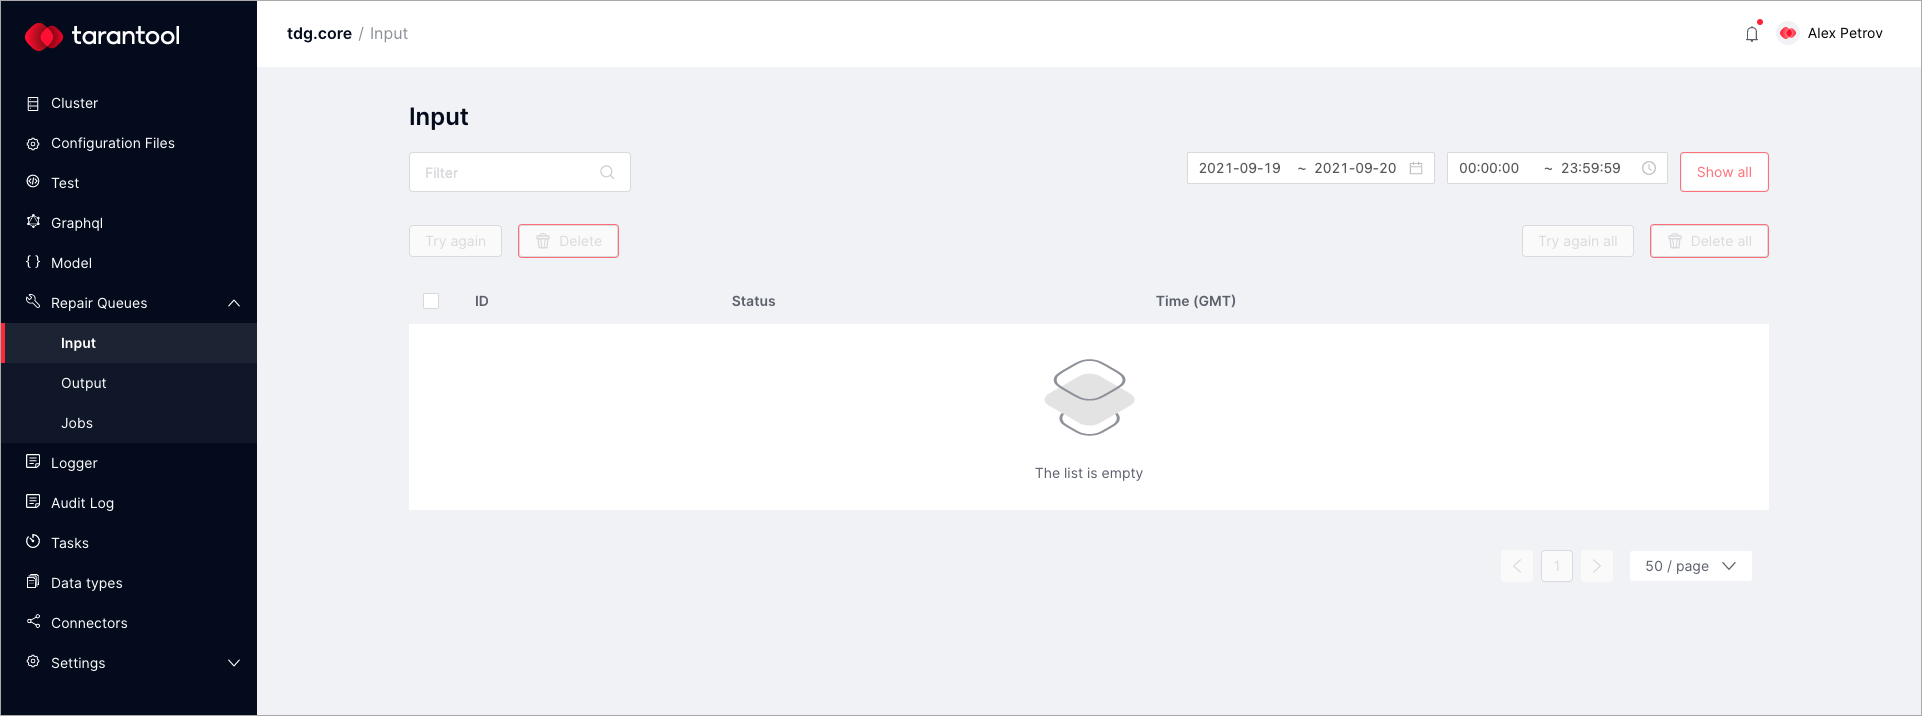 tarantool
Cluster
Configuration Files
Test
Graphql
Model
Repair Queues
Input
Output
Jobs
Logger
Audit Log
Tasks
Data types
Connectors
Settings
tdg.core / Input
Alex Petrov
Input
Filter
2021-09-19 ~ 2021-09-20
00:00:00 ~ 23:59:59
Show all
Try again
Delete
Try again all
Delete all
ID Status Time (GMT)
The list is empty
1
50 / page